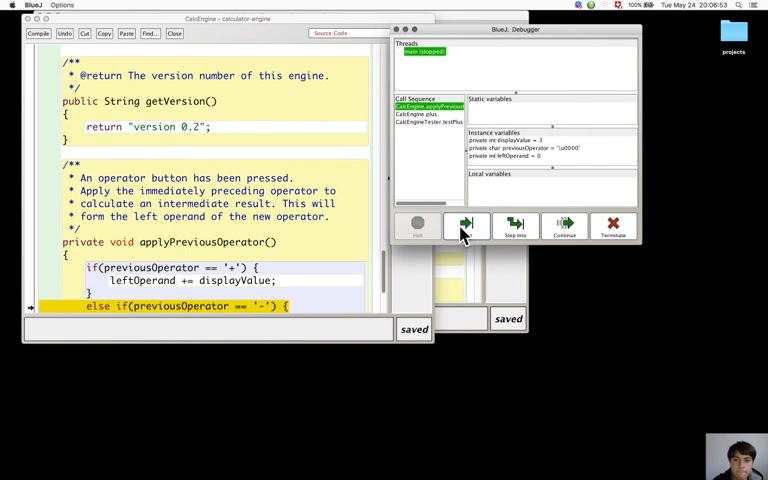 BlueJ Options
100% Tue May 24 20:06:53
CalcEngine - calculator-engine
Compile Undo Cut Copy Paste Find... Close Source Code
/**
* @return The version number of this engine.
*/
public String getVersion()
{
return "version 0.2";
}
/**
* An operator button has been pressed.
* Apply the immediately preceding operator to
* calculate an intermediate result. This will
* form the left operand of the new operator.
*/
private void applyPreviousOperator()
{
if(previousOperator == '+') {
leftOperand += displayValue;
}
else if(previousOperator == '-') {
saved
saved
BlueJ: Debugger
Threads
main (stopped)
Call Sequence
CalcEngine.applyPrevious
CalcEngine.plus
CalcEngineTester.testPlus
Static variables
Instance variables
private int displayValue = 3
private char previousOperator = '\u0000'
private int leftOperand = 0
Local variables
Halt
Step Into
Continue
Terminate
projects